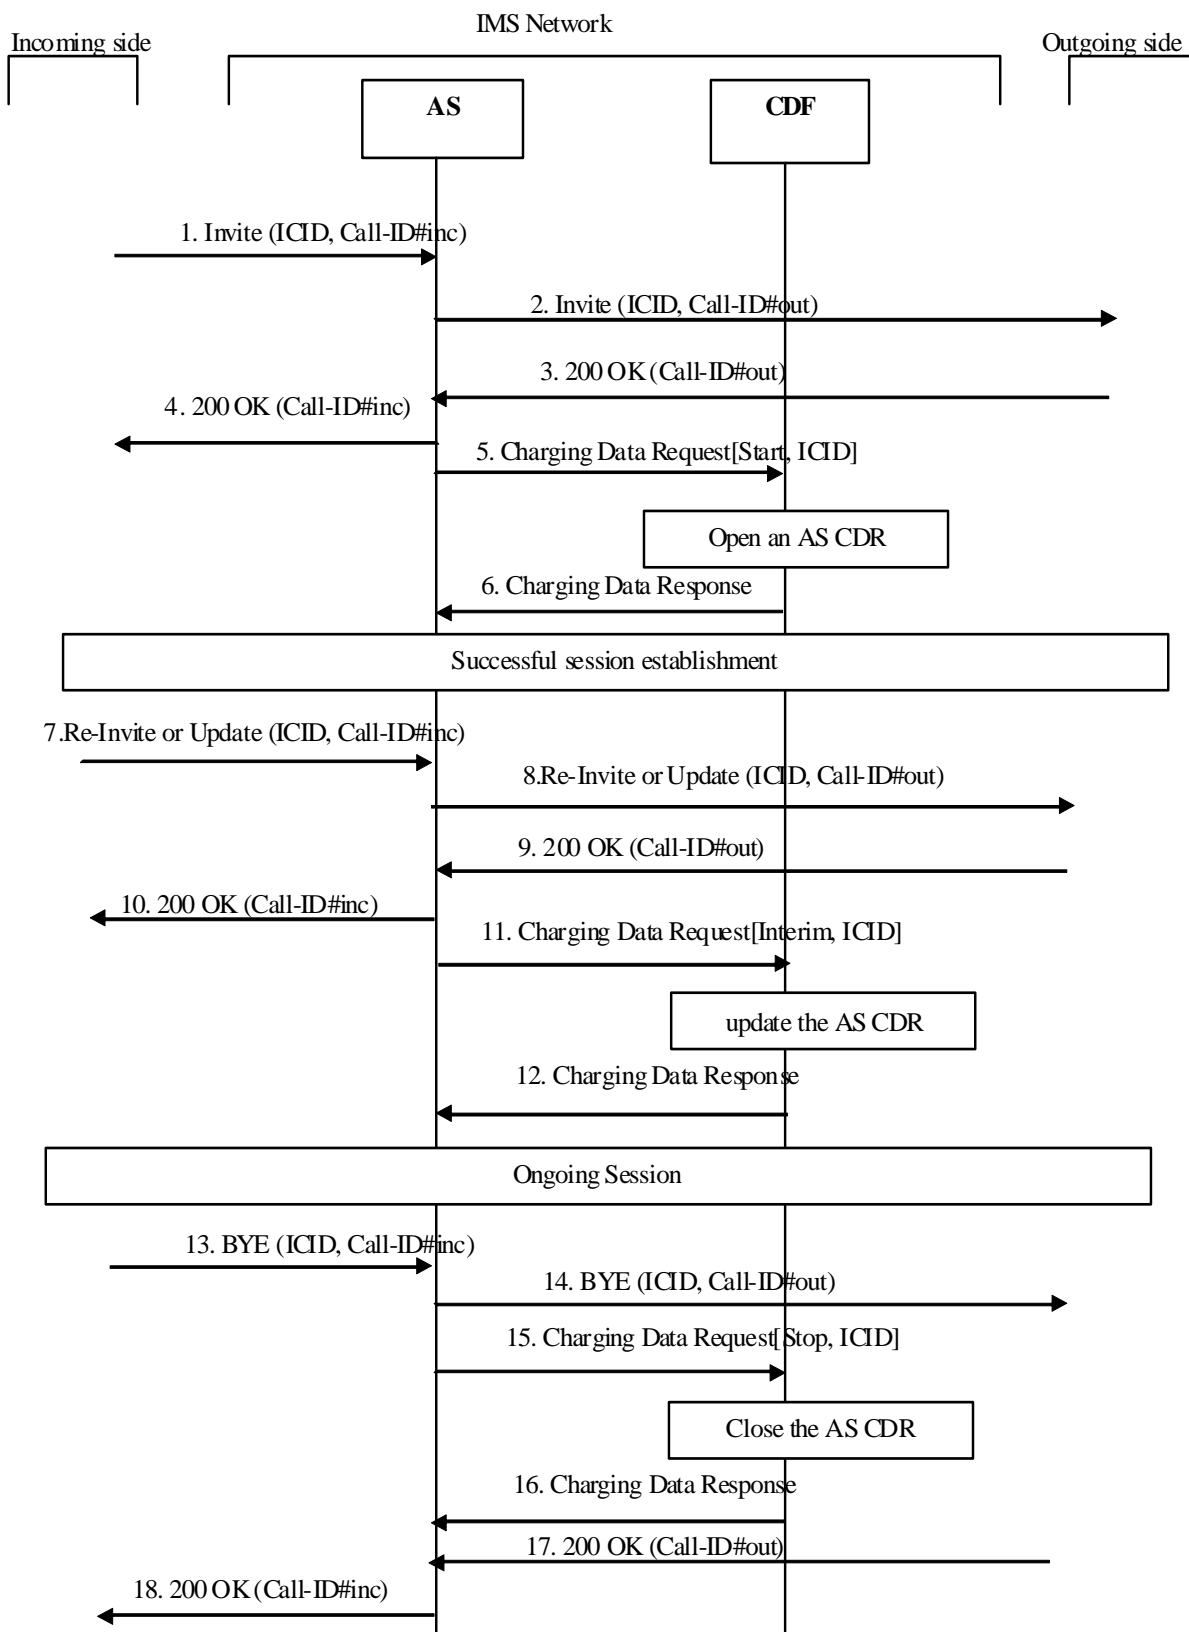 IMS Network
Incoming side
Outgoing side
AS
CDF
1. Invite (ICID, Call-ID#inc)
2. Invite (ICID, Call-ID#out)
3. 200 OK (Call-ID#out)
4. 200 OK (Call-ID#inc)
5. Charging Data Request[Start, ICID]
Open an AS CDR
6. Charging Data Response
Successful session establishment
7.Re-Invite or Update (ICID, Call-ID#inc)
8.Re-Invite or Update (ICID, Call-ID#out)
9. 200 OK (Call-ID#out)
10. 200 OK (Call-ID#inc)
11. Charging Data Request[Interim, ICID]
update the AS CDR
12. Charging Data Response
Ongoing Session
13. BYE (ICID, Call-ID#inc)
14. BYE (ICID, Call-ID#out)
15. Charging Data Request[Stop, ICID]
Close the AS CDR
16. Charging Data Response
17. 200 OK (Call-ID#out)
18. 200 OK (Call-ID#inc)